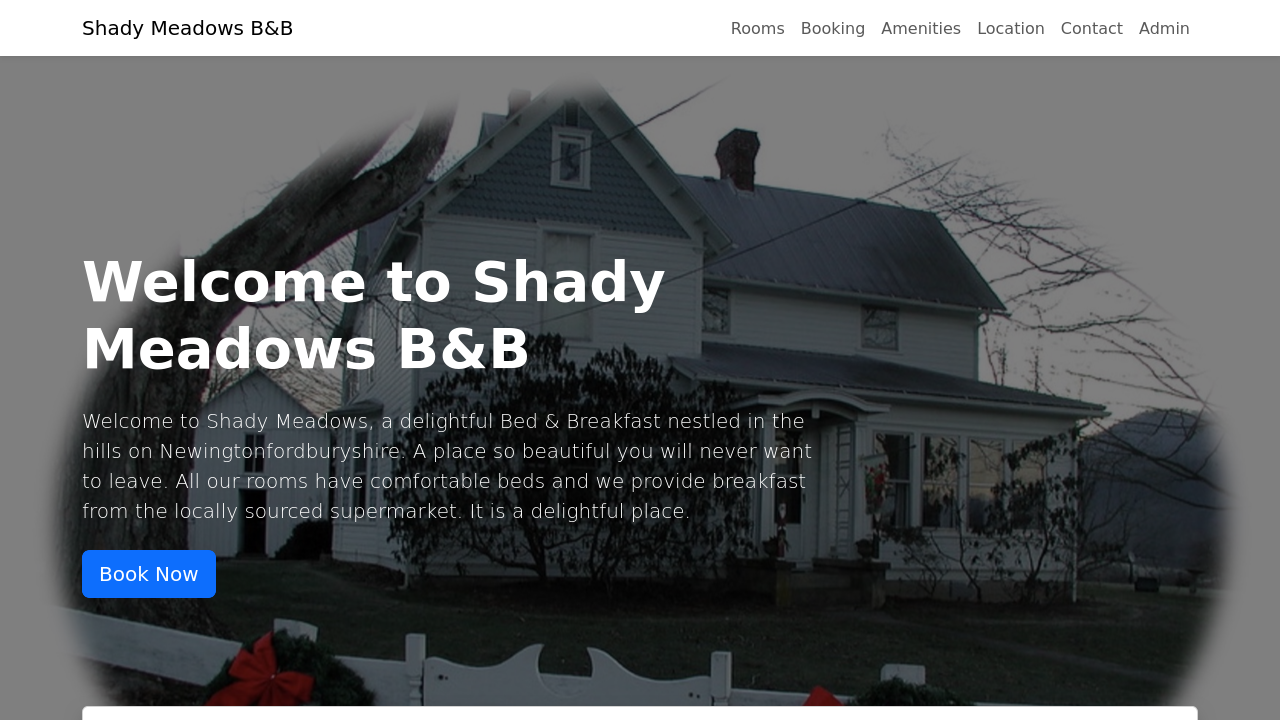 Shady Meadows B&B
Rooms Booking Amenities Location Contact Admin
Welcome to Shady
Meadows B&B
Welcome to Shady Meadows, a delightful Bed & Breakfast nestled in the
hills on Newingtonfordburyshire. A place so beautiful you will never want
to leave. All our rooms have comfortable beds and we provide breakfast
from the locally sourced supermarket. It is a delightful place.
Book Now